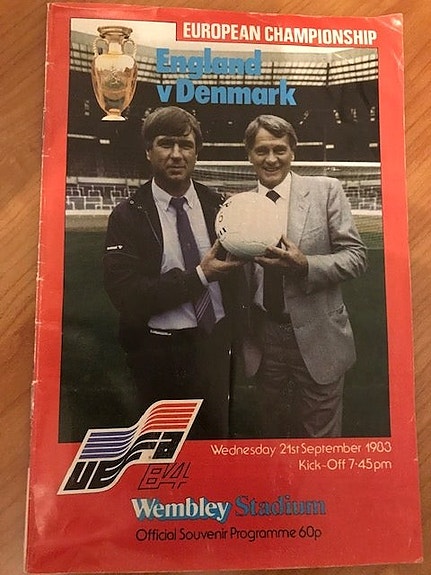 EUROPEAN CHAMPIONSHIP
England
v Denmark
UEFA
84
Wednesday 21st September 1983
Kick-Off 7·45pm
Wembley Stadium
Official Souvenir Programme 60p